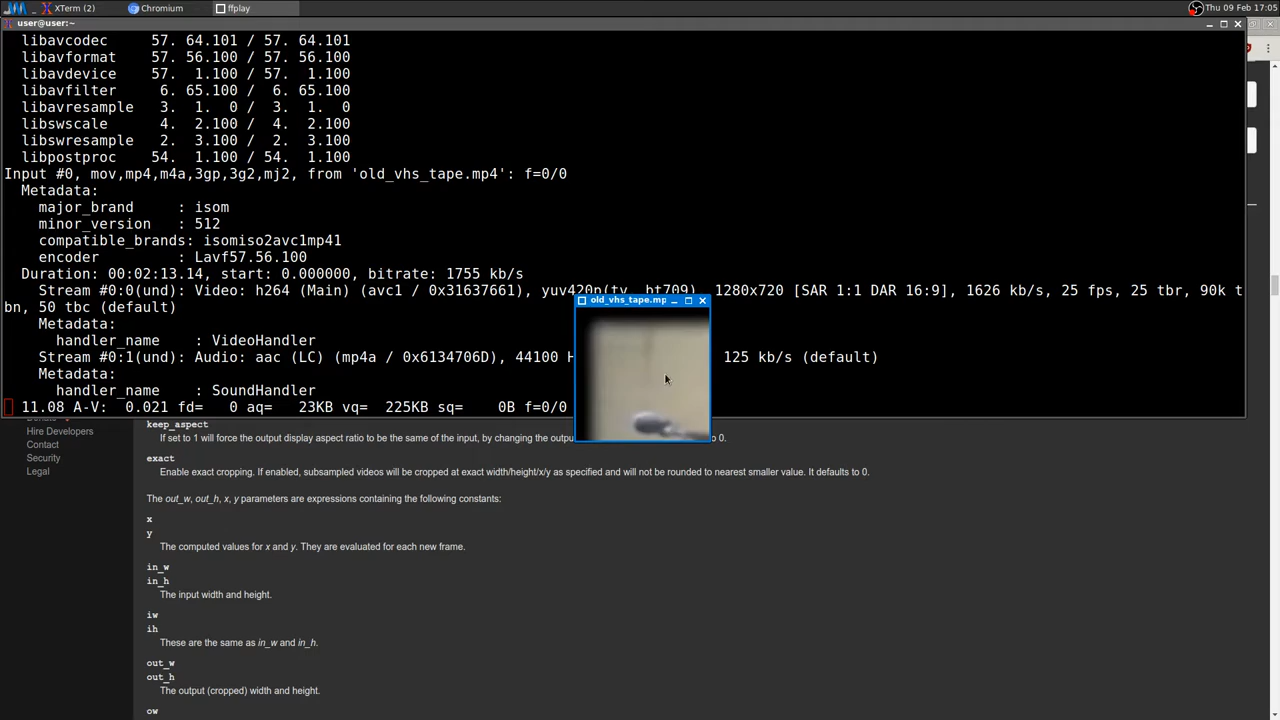 XTerm (2)
Chromium
ffplay
Thu 09 Feb 17:05
user@user:~
libavcodec     57. 64.101 / 57. 64.101
libavformat    57. 56.100 / 57. 56.100
libavdevice    57.  1.100 / 57.  1.100
libavfilter     6. 65.100 /  6. 65.100
libavresample   3.  1.  0 /  3.  1.  0
libswscale      4.  2.100 /  4.  2.100
libswresample   2.  3.100 /  2.  3.100
libpostproc    54.  1.100 / 54.  1.100
Input #0, mov,mp4,m4a,3gp,3g2,mj2, from 'old_vhs_tape.mp4': f=0/0
Metadata:
major_brand     : isom
minor_version   : 512
compatible_brands: isomiso2avc1mp41
encoder         : Lavf57.56.100
Duration: 00:02:13.14, start: 0.000000, bitrate: 1755 kb/s
Stream #0:0(und): Video: h264 (Main) (avc1 / 0x31637661), yuv420p(tv, bt709), 1280x720 [SAR 1:1 DAR 16:9], 1626 kb/s, 25 fps, 25 tbr, 90k t
bn, 50 tbc (default)
old_vhs_tape.mp
Metadata:
handler_name    : VideoHandler
Stream #0:1(und): Audio: aac (LC) (mp4a / 0x6134706D), 44100 125 kb/s (default)
Metadata:
handler_name    : SoundHandler
11.08 A-V:  0.021 fd=   0 aq=   23KB vq=  225KB sq=    0B f=0/0
Hire Developers
Contact
Security
Legal
keep_aspect
If set to 1 will force the output display aspect ratio to be the same of the input, by changing the outpu to 0.
exact
Enable exact cropping. If enabled, subsampled videos will be cropped at exact width/height/x/y as specified and will not be rounded to nearest smaller value. It defaults to 0.
The out_w, out_h, x, y parameters are expressions containing the following constants:
x
y
The computed values for x and y. They are evaluated for each new frame.
in_w
in_h
The input width and height.
iw
ih
These are the same as in_w and in_h.
out_w
out_h
The output (cropped) width and height.
ow